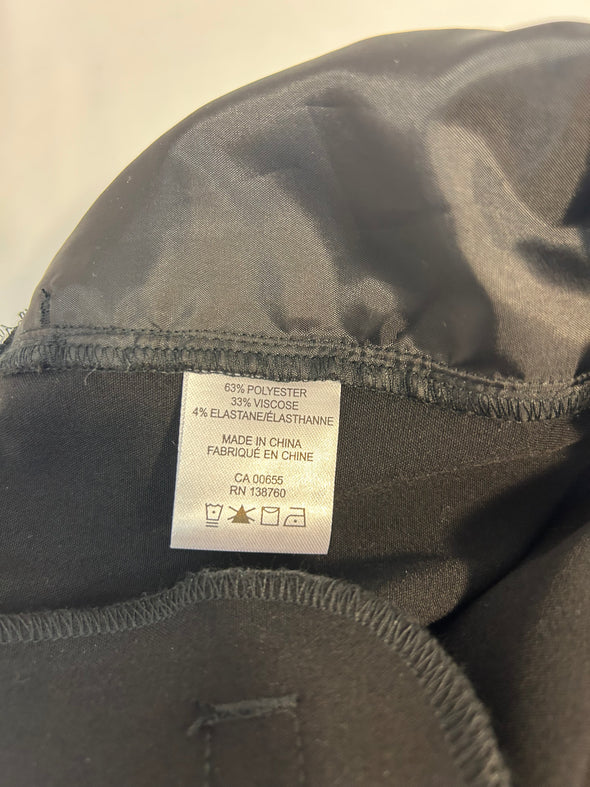 63% POLYESTER
33% VISCOSE
4% ELASTANE/ÉLASTHANNE
MADE IN CHINA
FABRIQUÉ EN CHINE
CA 00655
RN 138760